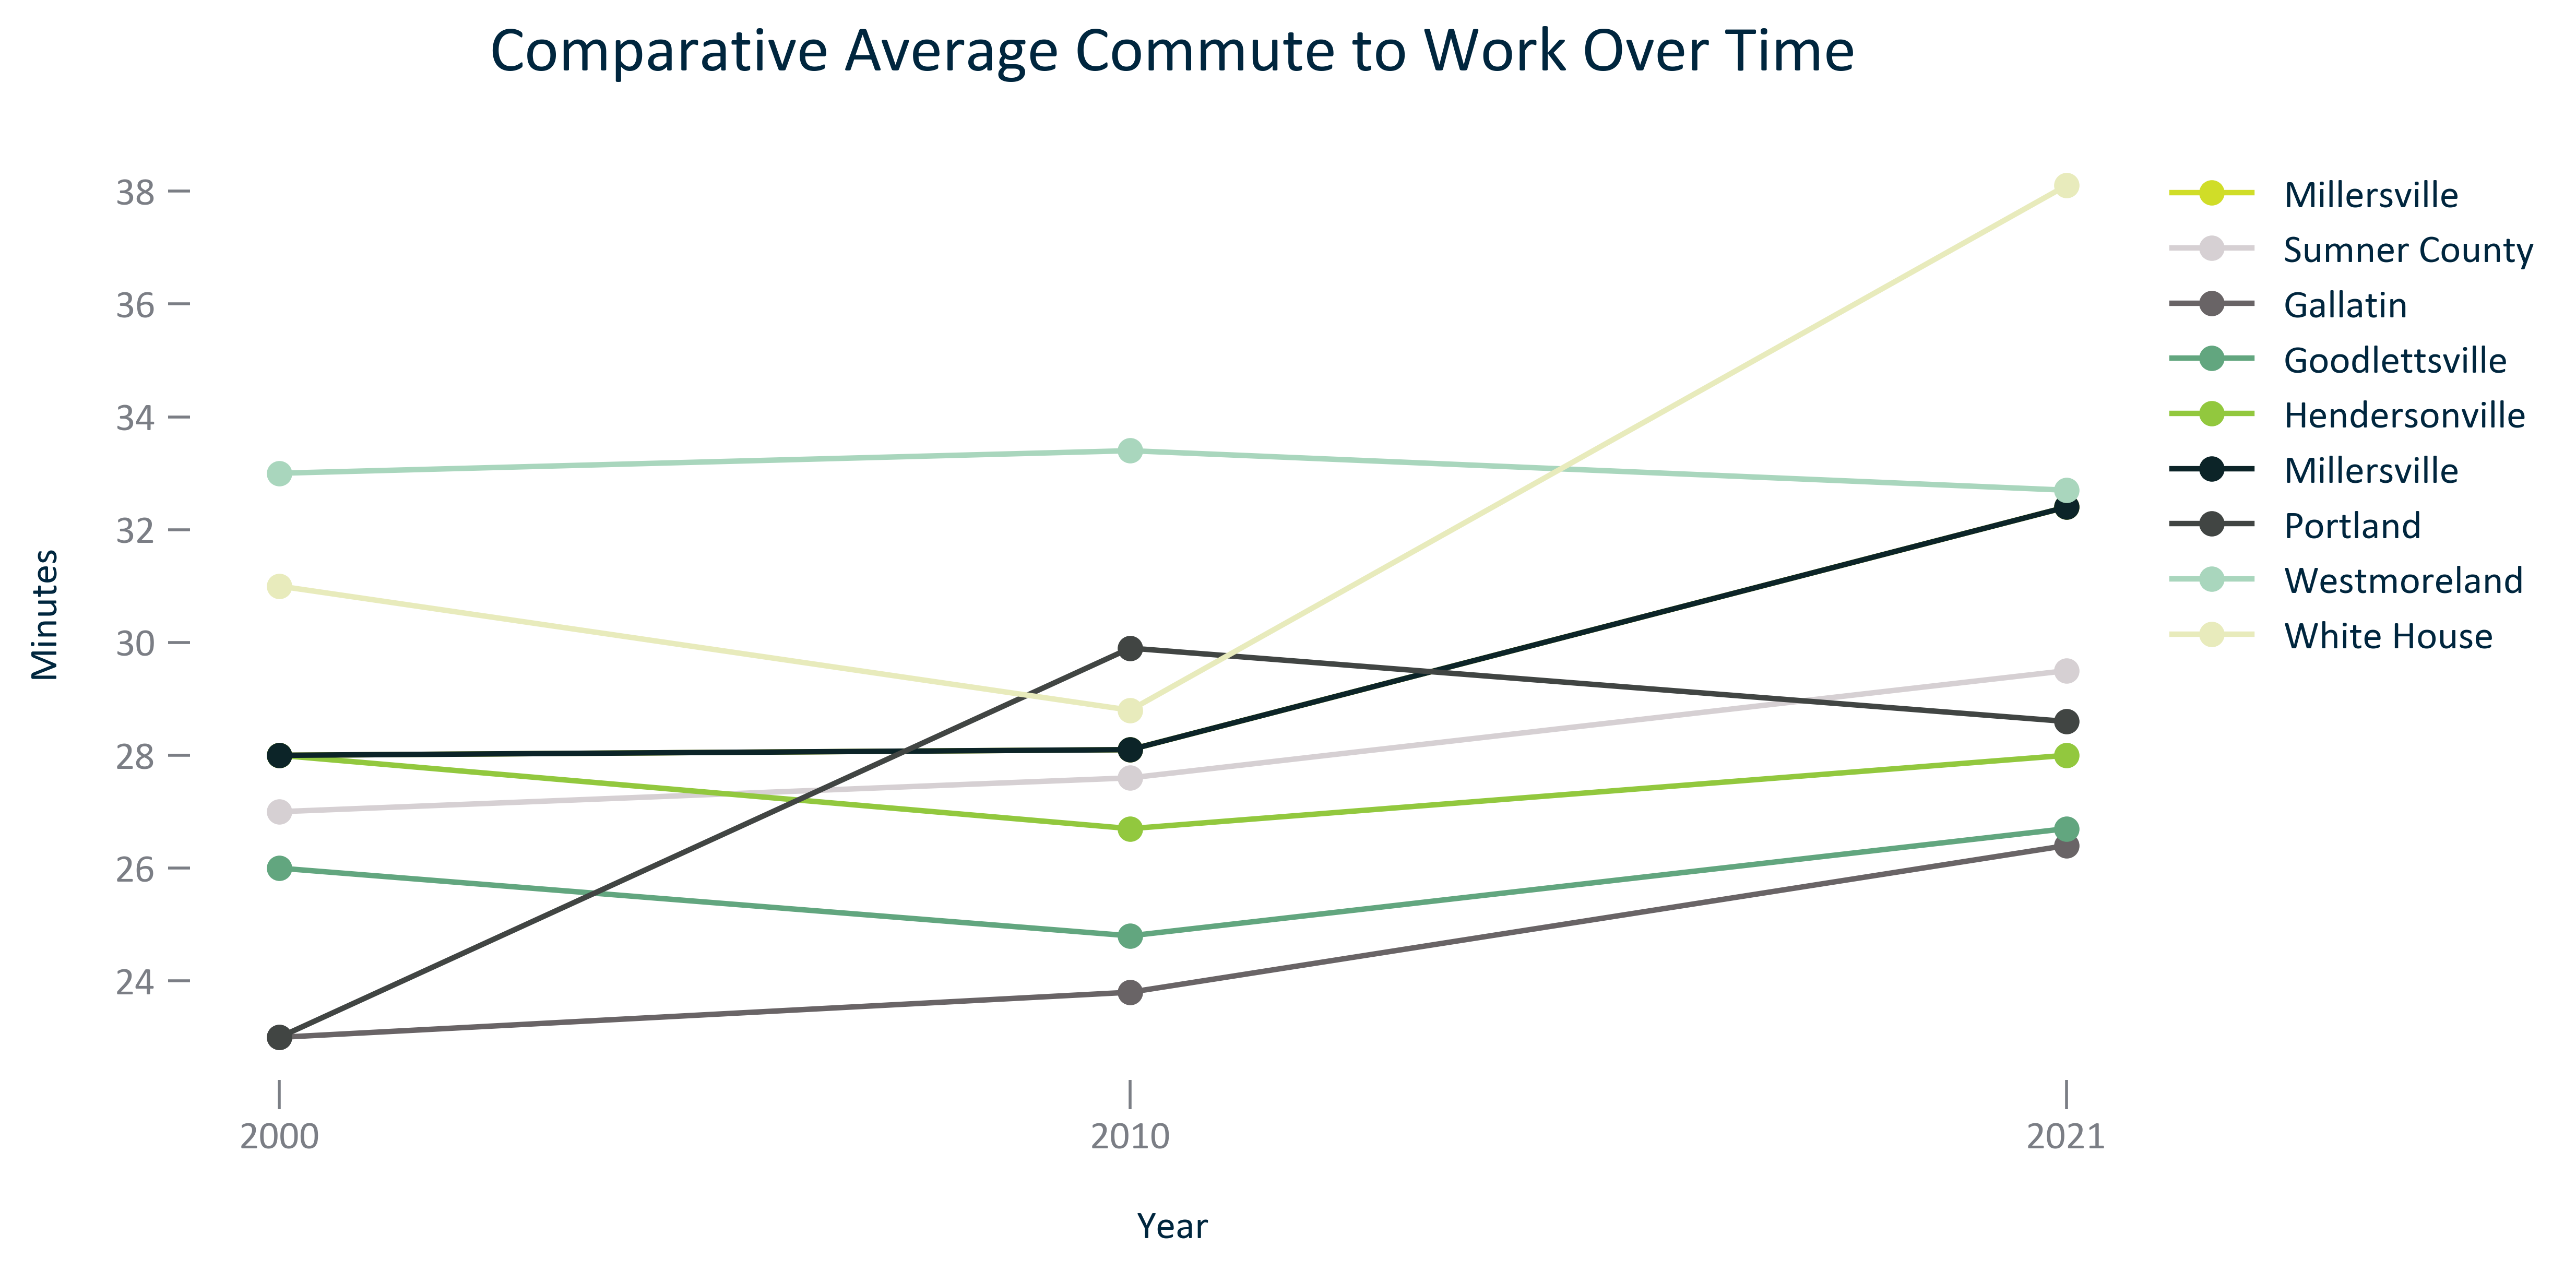 Comparative Average Commute to Work Over Time
38
36
34
32
30
28
26
24
Minutes
2000
2010
2021
Year
Millersville
Sumner County
Gallatin
Goodlettsville
Hendersonville
Millersville
Portland
Westmoreland
White House